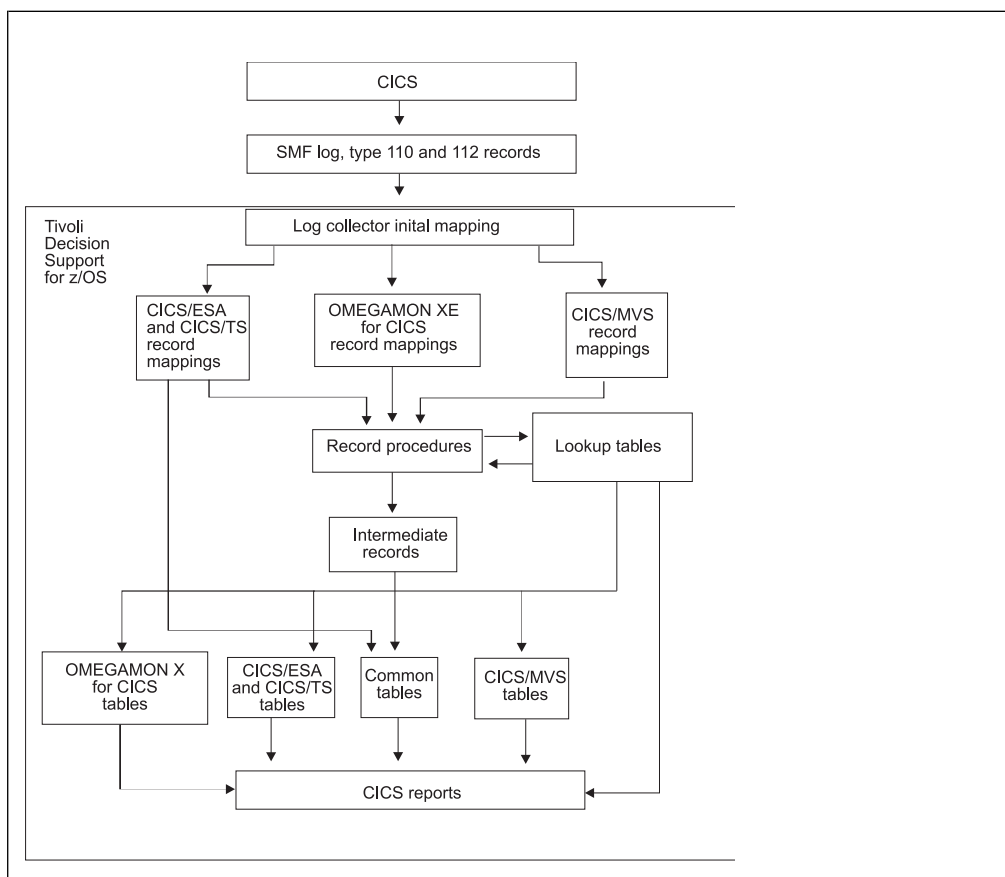 CICS
SMF log, type 110 and 112 records
Tivoli
Decision
Support
for z/OS
Log collector inital mapping
CICS/ESA
and CICS/TS
record
mappings
OMEGAMON XE
for CICS
record mappings
CICS/MVS
record
mappings
Record procedures
Lookup tables
Intermediate
records
OMEGAMON X
for CICS
tables
CICS/ESA
and CICS/TS
tables
Common
tables
CICS/MVS
tables
CICS reports